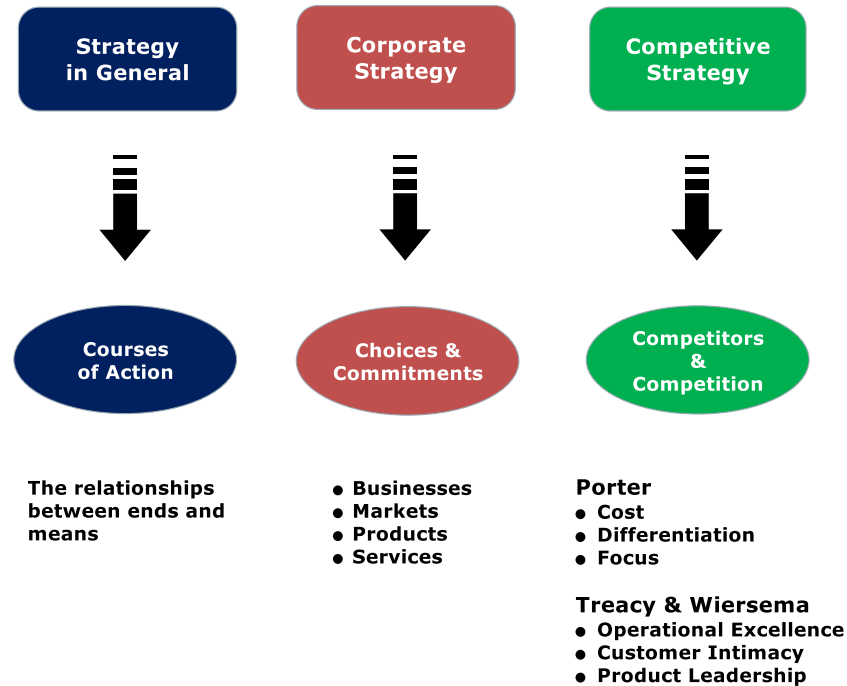 Strategy
in General
Corporate
Strategy
Competitive
Strategy
Courses
of Action
Choices &
Commitments
Competitors
&
Competition
The relationships
between ends and
means
● Businesses
● Markets
● Products
● Services
Porter
● Cost
● Differentiation
● Focus
Treacy & Wiersema
● Operational Excellence
● Customer Intimacy
● Product Leadership